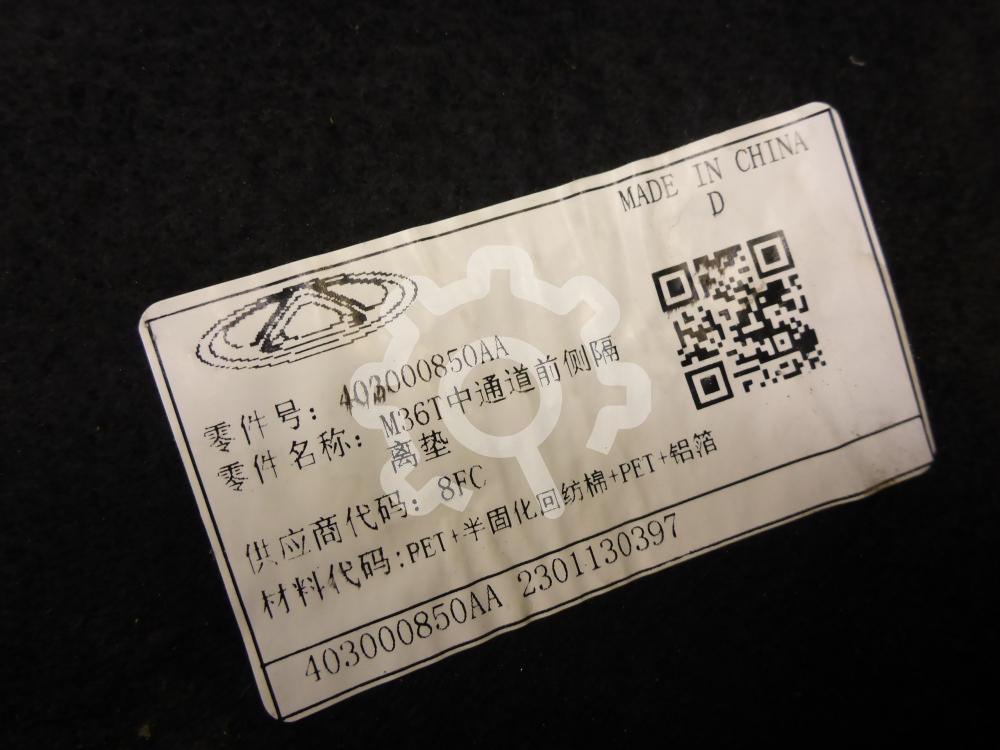 MADE IN CHINA
D
零件号: 403000850AA
零件名称: M36T中通道前侧隔
离垫
供应商代码: 8FC
材料代码:PET+半固化回纺棉+PET+铝箔
403000850AA 2301130397